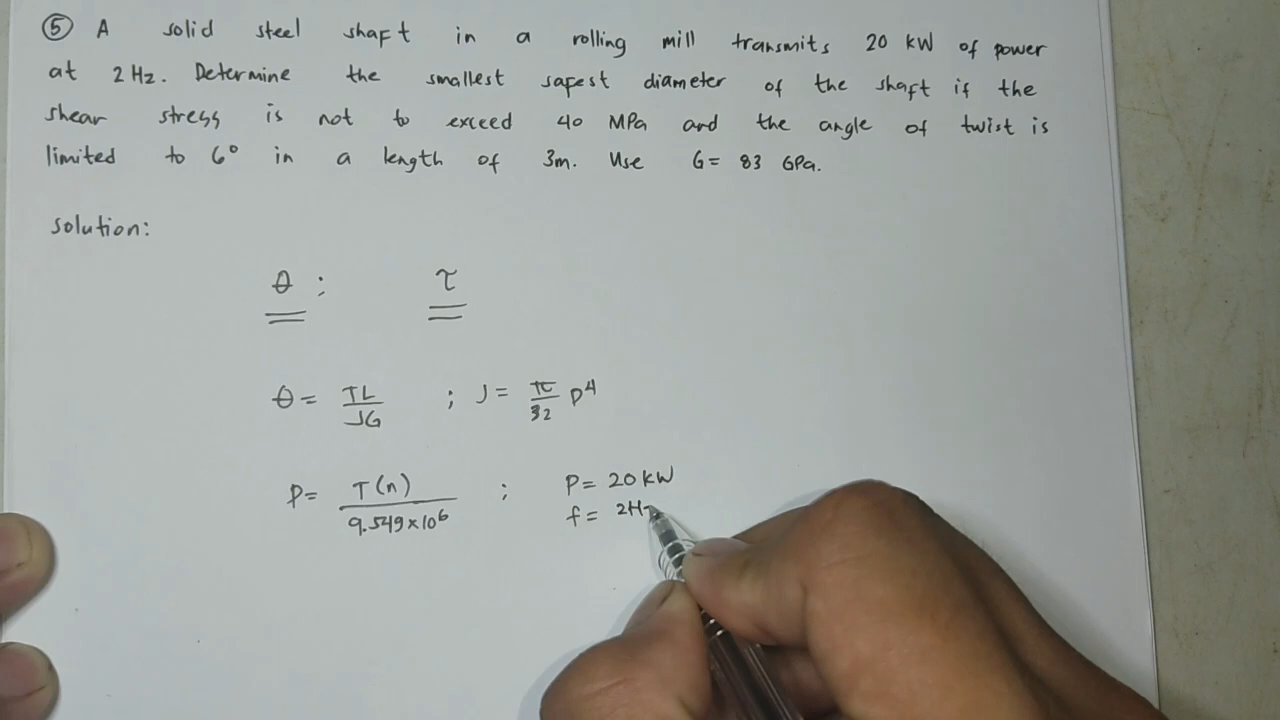 ⑤ A solid steel shaft in a rolling mill transmits 20 kW of power
at 2 Hz. Determine the smallest safest diameter of the shaft if the
shear stress is not to exceed 40 MPa and the angle of twist is
limited to 6° in a length of 3m. Use G= 83 GPa.
Solution:
θ ; τ
θ = TL/JG ; J = π/32 D⁴
P= T(n)/9.549×10⁶ ; P= 20 kW
f = 2Hz